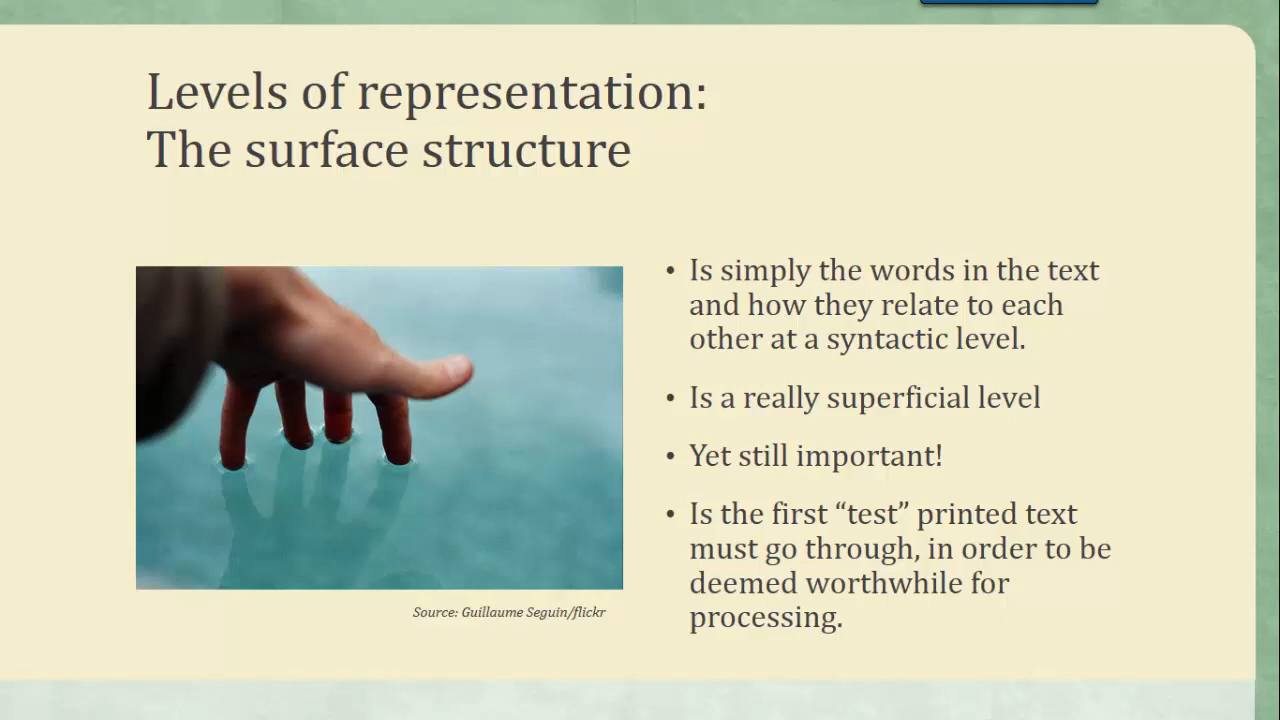 Levels of representation:
The surface structure
• Is simply the words in the text
and how they relate to each
other at a syntactic level.
• Is a really superficial level
• Yet still important!
• Is the first “test” printed text
must go through, in order to be
deemed worthwhile for
processing.
Source: Guillaume Seguin/flickr